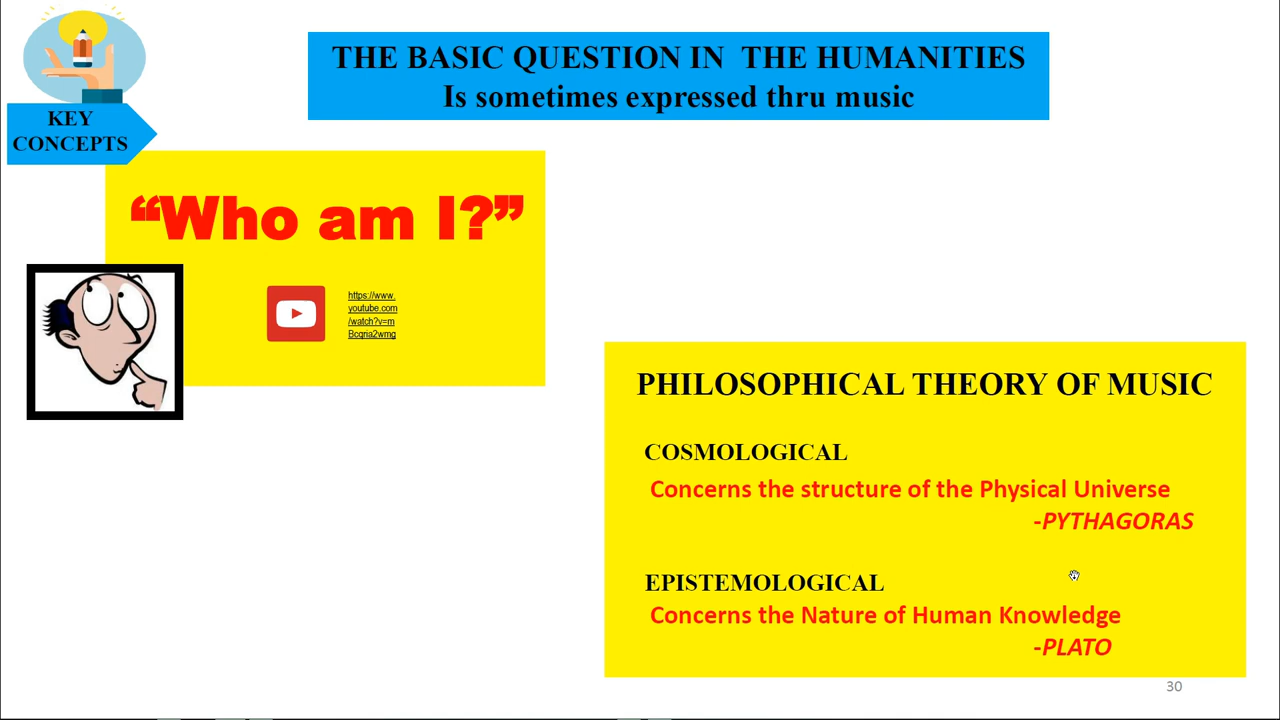 THE BASIC QUESTION IN THE HUMANITIES
Is sometimes expressed thru music
KEY
CONCEPTS
“Who am I?”
https://www.
youtube.com
/watch?v=m
Bcqria2wmg
PHILOSOPHICAL THEORY OF MUSIC
COSMOLOGICAL
Concerns the structure of the Physical Universe
-PYTHAGORAS
EPISTEMOLOGICAL
Concerns the Nature of Human Knowledge
-PLATO
30